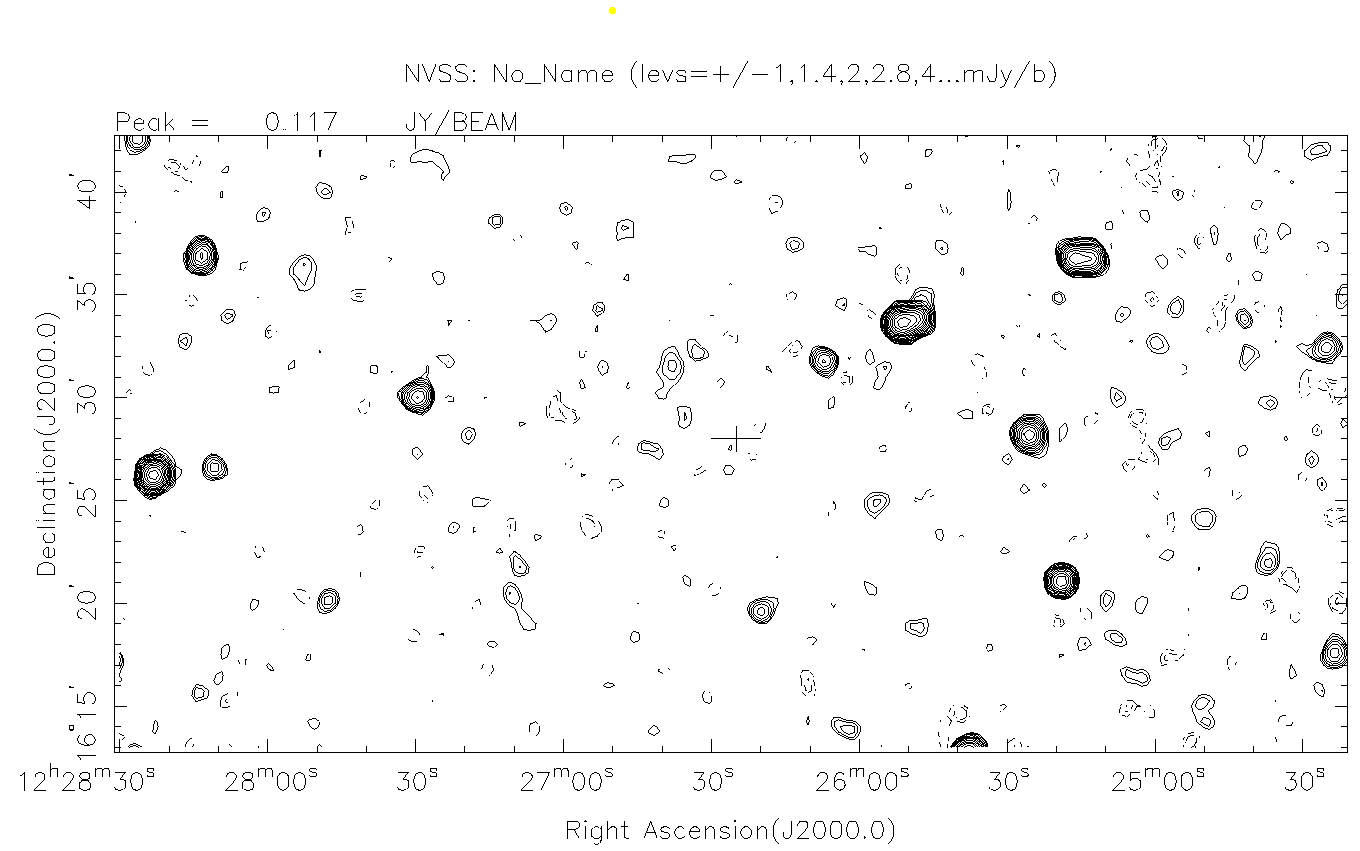 NVSS: No_Name (levs=+/-1,1.4,2,2.8,4...mJy/b)
Peak = 0.117 JY/BEAM
40'
35'
30'
25'
20'
16°15'
Declination(J2000.0)
12h28m30s 28m00s 30s 27m00s 30s 26m00s 30s 25m00s 30s
Right Ascension(J2000.0)